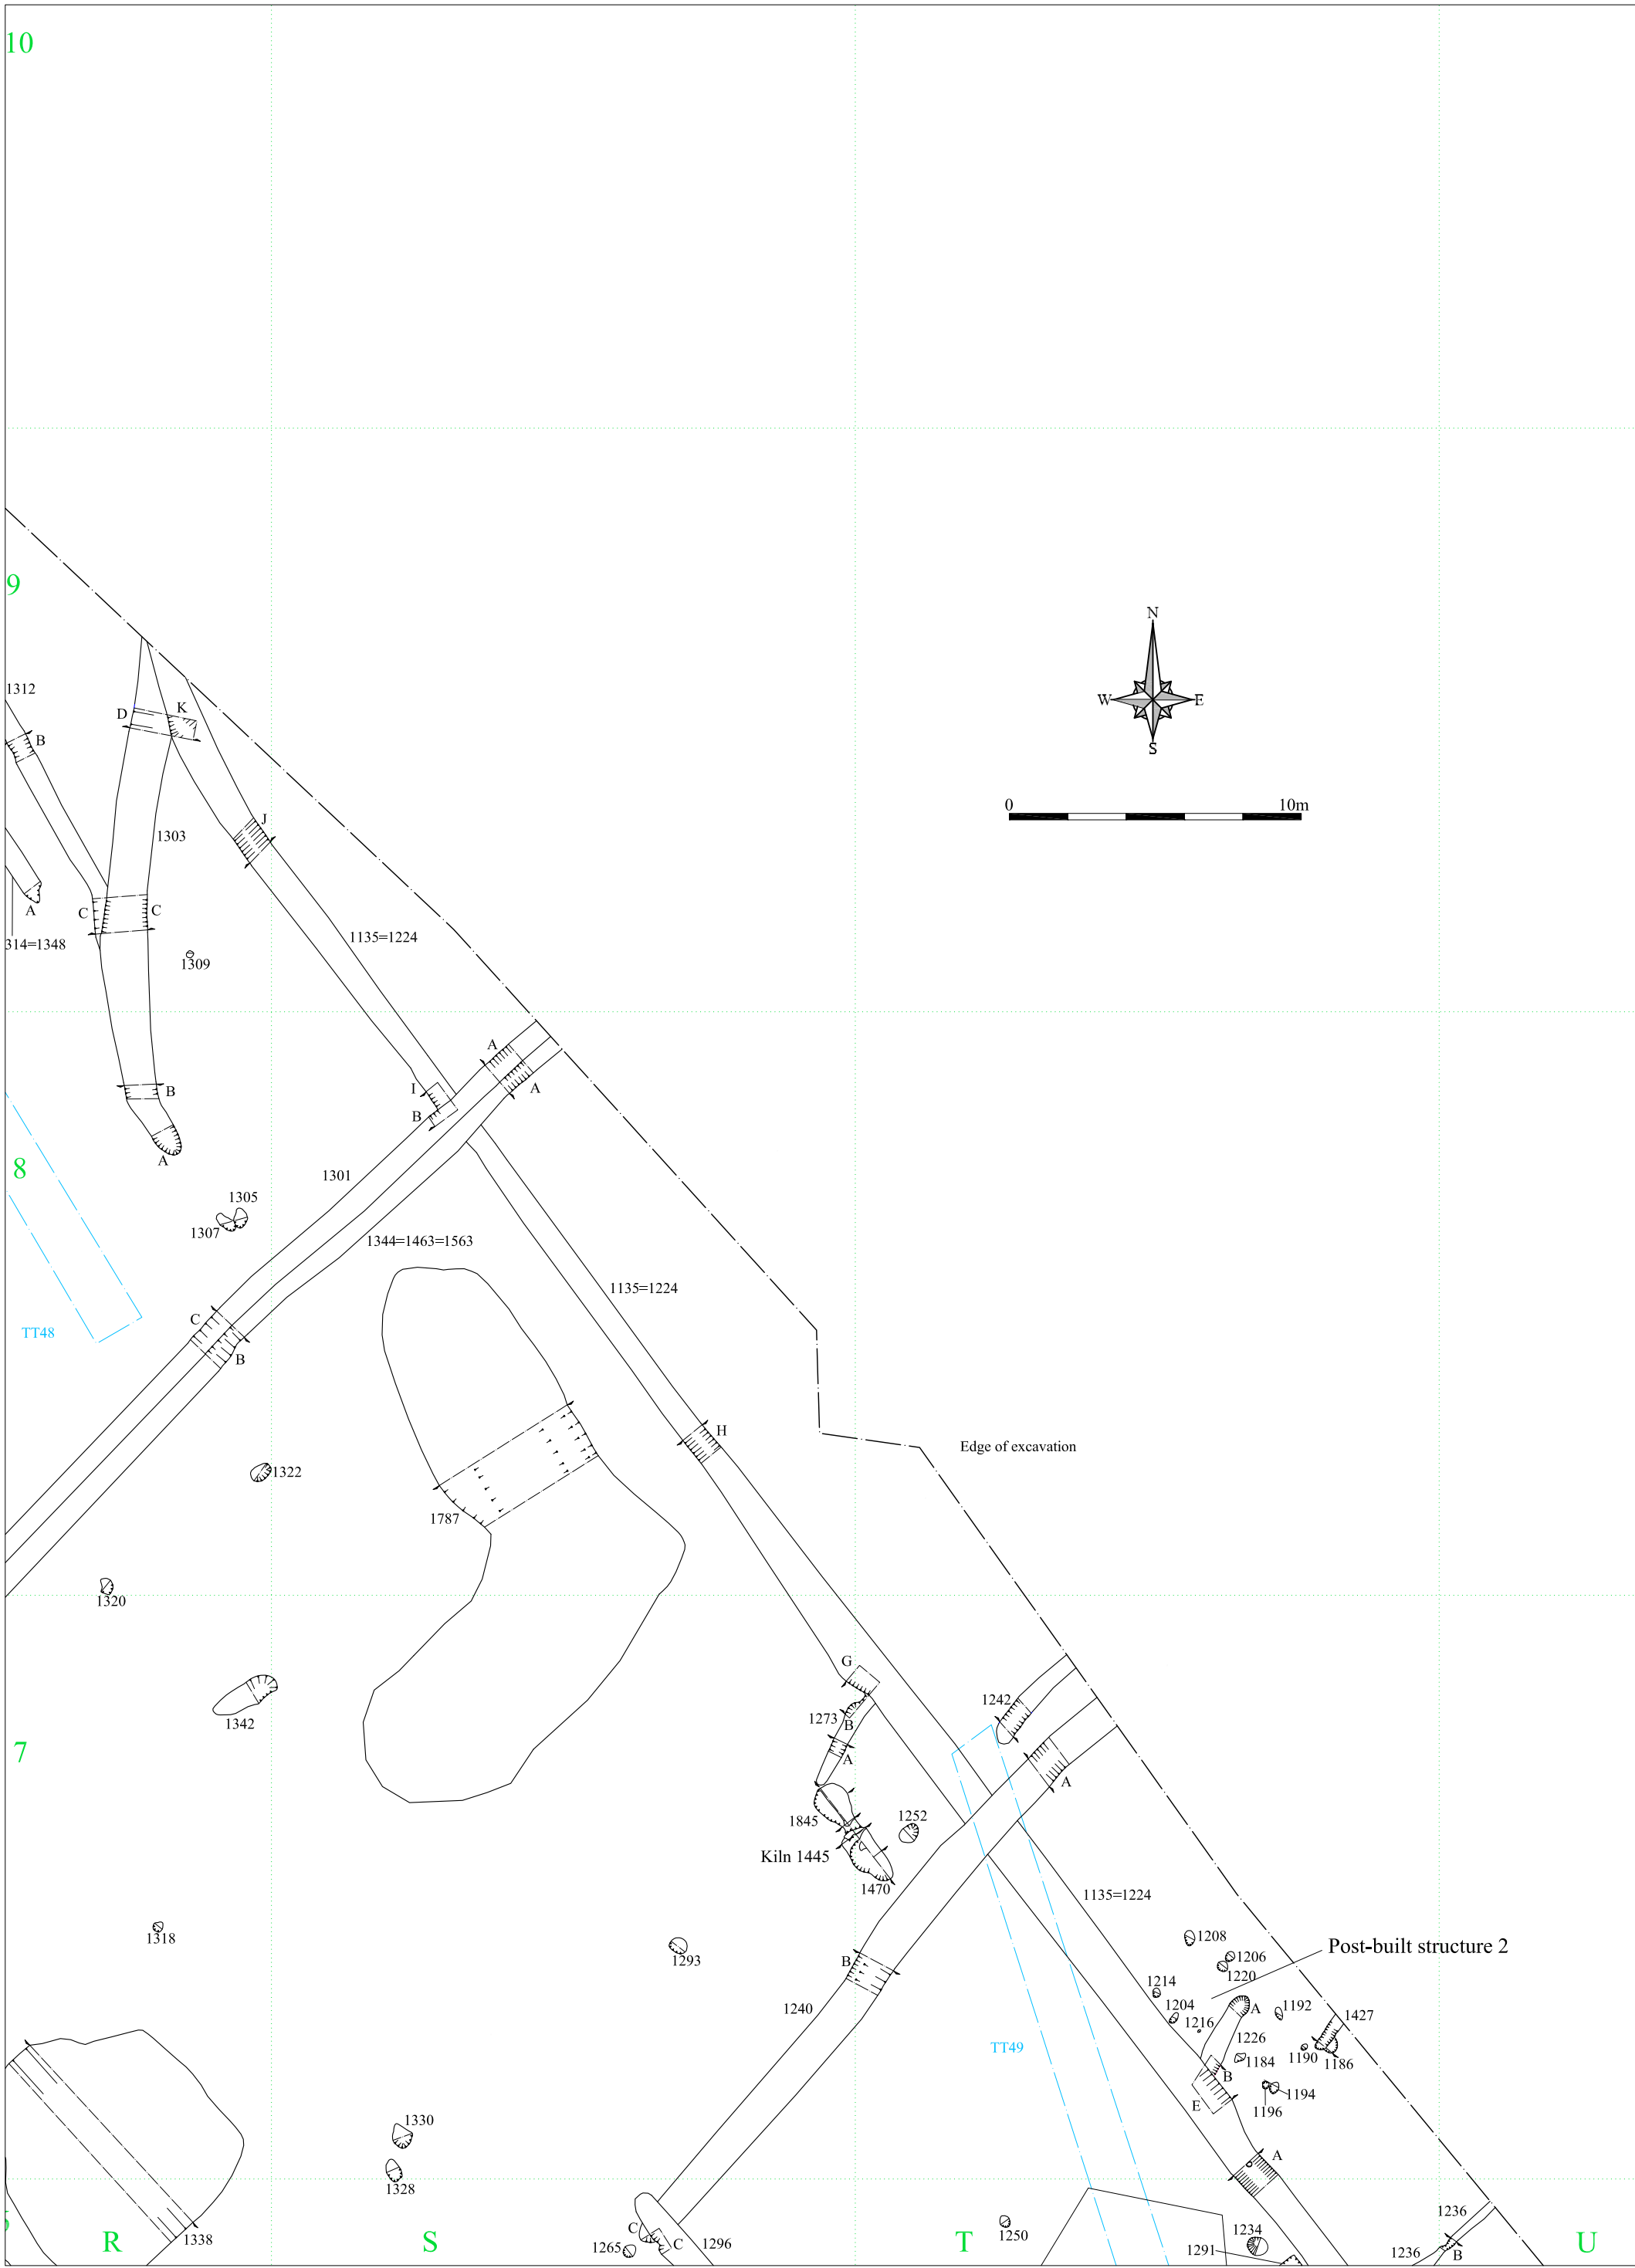 10
9
N
W E
S
1312
D K
B
0 10m
J
1303
A
C C
1135=1224
314=1348
1309
A
A
I
B
B
A
8
1301
1305
1307
1344=1463=1563
1135=1224
C
TT48
B
H
Edge of excavation
1322
1787
1320
G
1242
1273
B
1342
7
A
A
1845
1252
Kiln 1445
1470
1135=1224
1208
1318
Post-built structure 2
1206
1293
B
1220
1214
1192
1204
A
1427
1240
1216
1226
TT49
1184
1190
1186
B
1194
E
1196
1330
A
1328
1236
C
1250
1234
R S T U
1338
1265
C
1296
1291
1236
B